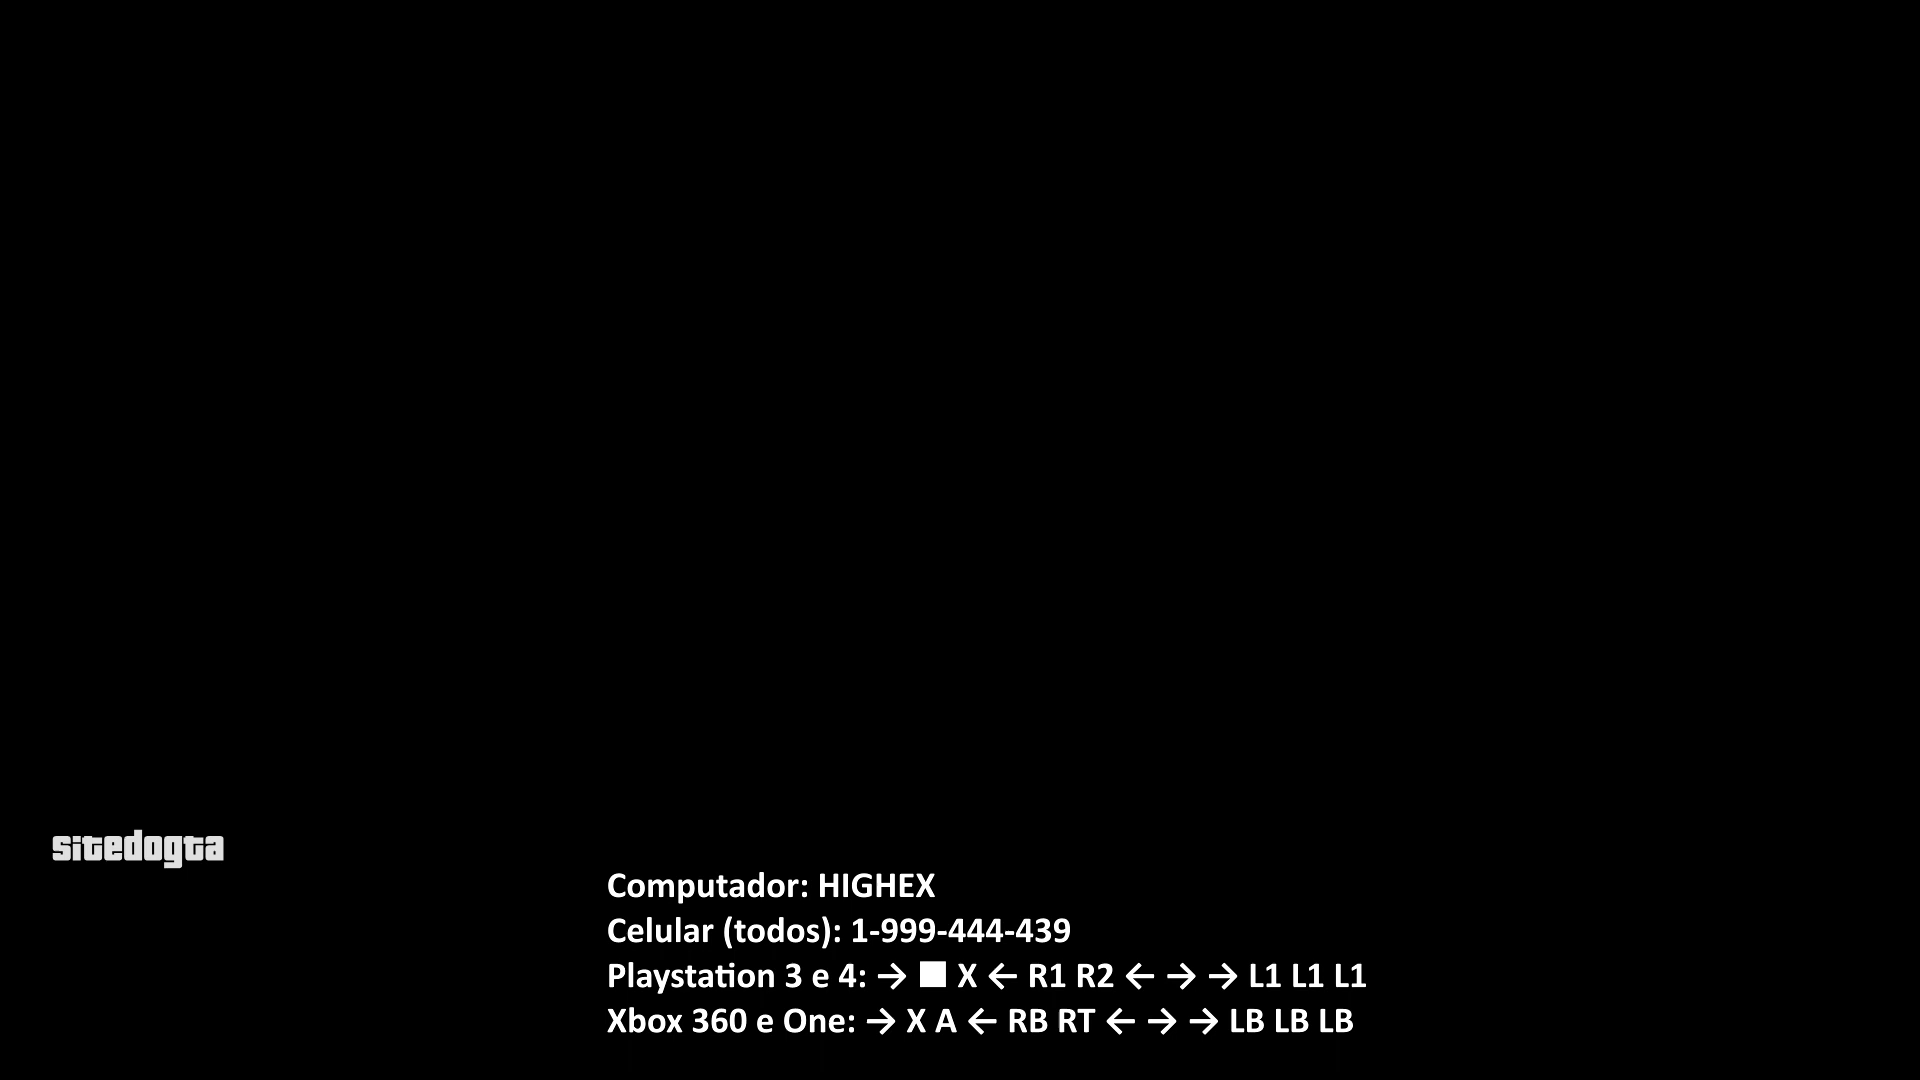 sitedogta
Computador: HIGHEX
Celular (todos): 1-999-444-439
Playstation 3 e 4: → ■ X ← R1 R2 ← → → L1 L1 L1
Xbox 360 e One: → X A ← RB RT ← → → LB LB LB